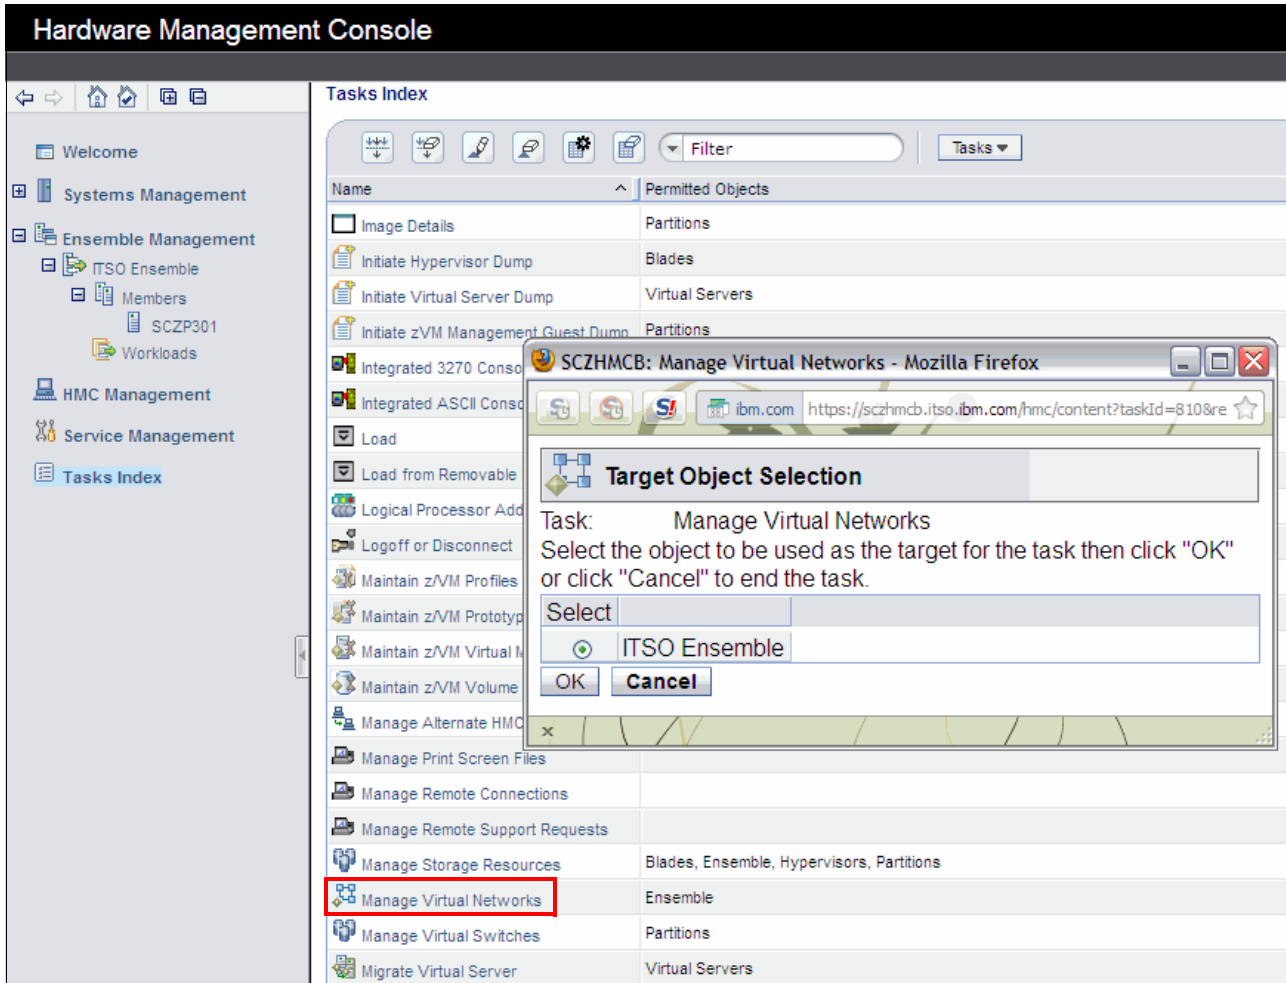 Hardware Management Console
Tasks Index
Filter
Tasks
Name
Permitted Objects
Welcome
Systems Management
Ensemble Management
ITSO Ensemble
Members
SCZP301
Workloads
HMC Management
Service Management
Tasks Index
Image Details
Partitions
Initiate Hypervisor Dump
Blades
Initiate Virtual Server Dump
Virtual Servers
Initiate zVM Management Guest Dump
Partitions
Integrated 3270 Conso
Integrated ASCII Consc
Load
Load from Removable
Logical Processor Add
Logoff or Disconnect
Maintain z/VM Profiles
Maintain z/VM Prototyp
Maintain z/VM Virtual
Maintain z/VM Volume
Manage Alternate HMC
Manage Print Screen Files
Manage Remote Connections
Manage Remote Support Requests
Manage Storage Resources
Blades, Ensemble, Hypervisors, Partitions
Manage Virtual Networks
Ensemble
Manage Virtual Switches
Partitions
Migrate Virtual Server
Virtual Servers
SCZHMCB: Manage Virtual Networks - Mozilla Firefox
ibm.com
https://sczhmcb.itso.ibm.com/hmc/content?taskId=810&re
Target Object Selection
Task: Manage Virtual Networks
Select the object to be used as the target for the task then click "OK"
or click "Cancel" to end the task.
Select
ITSO Ensemble
OK
Cancel